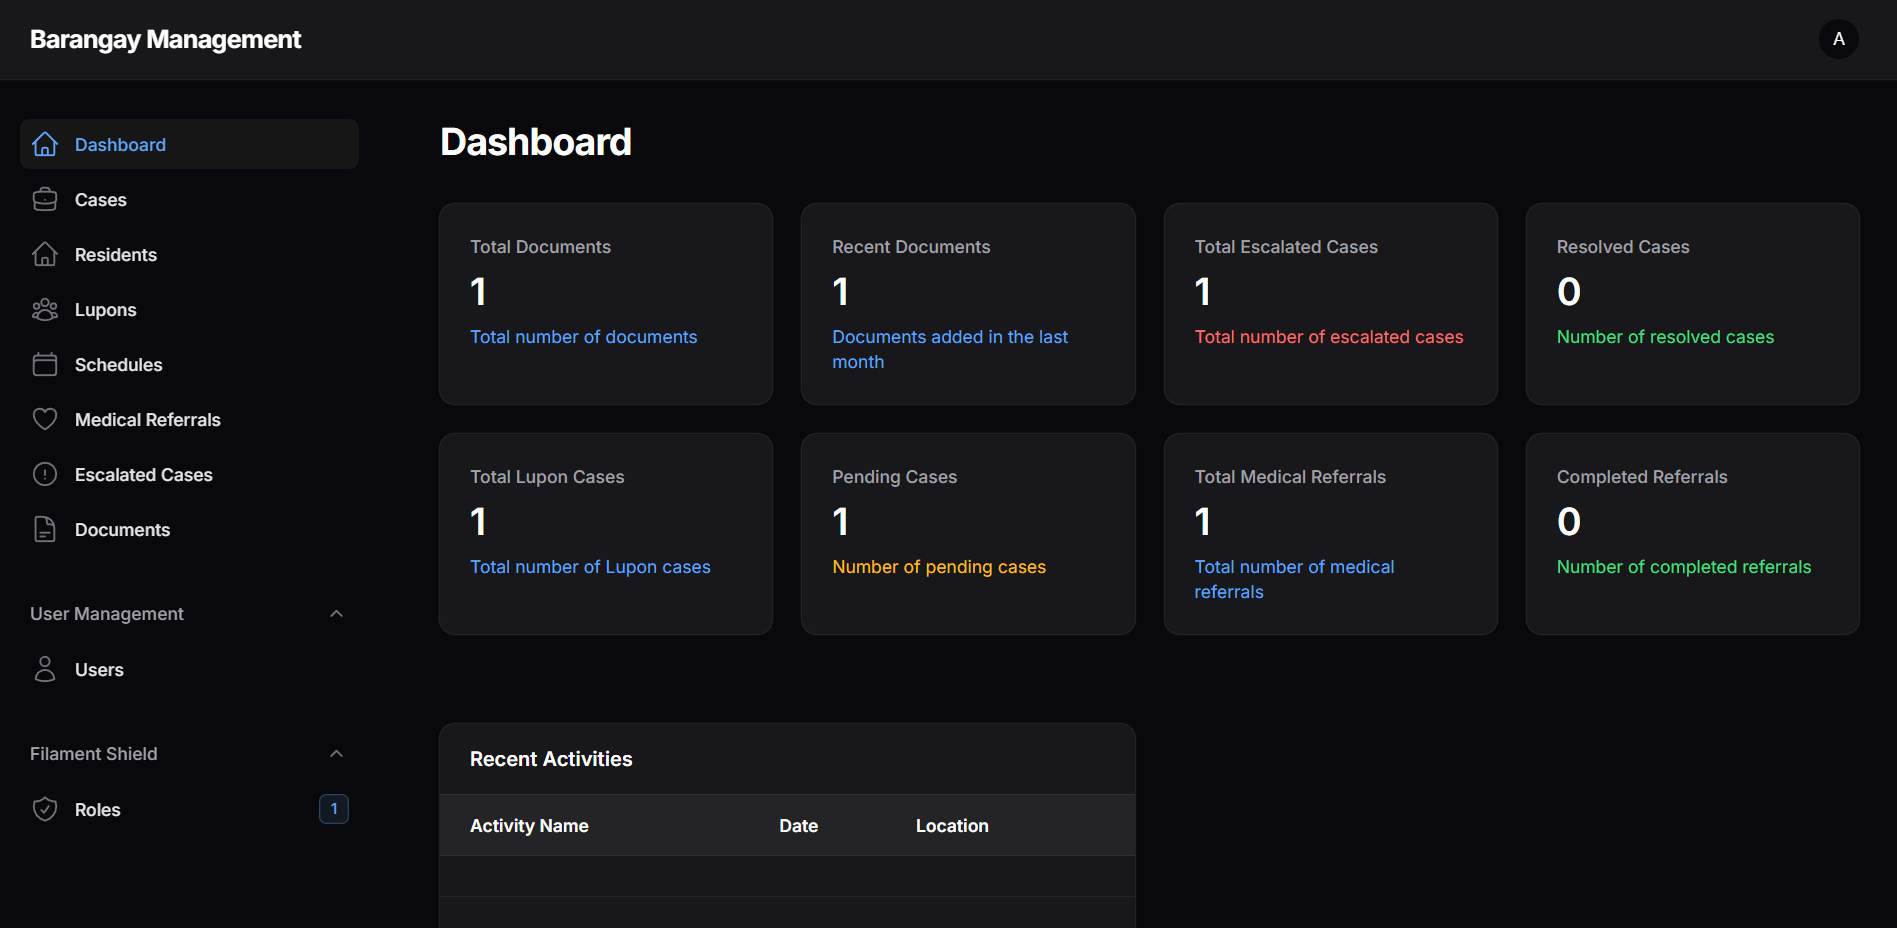 Barangay Management
A
Dashboard
Cases
Residents
Lupons
Schedules
Medical Referrals
Escalated Cases
Documents
User Management
Users
Filament Shield
Roles
1
Dashboard
Total Documents
1
Total number of documents
Recent Documents
1
Documents added in the last
month
Total Escalated Cases
1
Total number of escalated cases
Resolved Cases
0
Number of resolved cases
Total Lupon Cases
1
Total number of Lupon cases
Pending Cases
1
Number of pending cases
Total Medical Referrals
1
Total number of medical
referrals
Completed Referrals
0
Number of completed referrals
Recent Activities
Activity Name Date Location